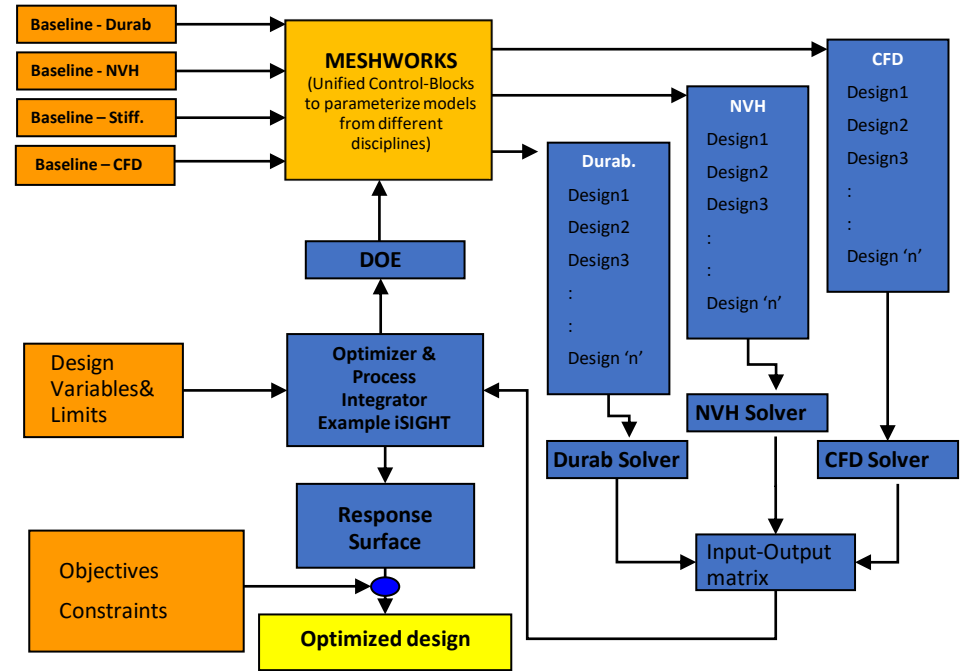 Baseline - Durab
Baseline - NVH
Baseline – Stiff.
Baseline – CFD
MESHWORKS
(Unified Control-Blocks
to parameterize models
from different
disciplines)
CFD
Design1
Design2
Design3
:
:
Design ‘n’
NVH
Design1
Design2
Design3
:
:
Design ‘n’
Durab.
Design1
Design2
Design3
:
:
Design ‘n’
DOE
Design
Variables&
Limits
Optimizer &
Process
Integrator
Example iSIGHT
NVH Solver
Durab Solver
CFD Solver
Response
Surface
Input-Output
matrix
Objectives
Constraints
Optimized design